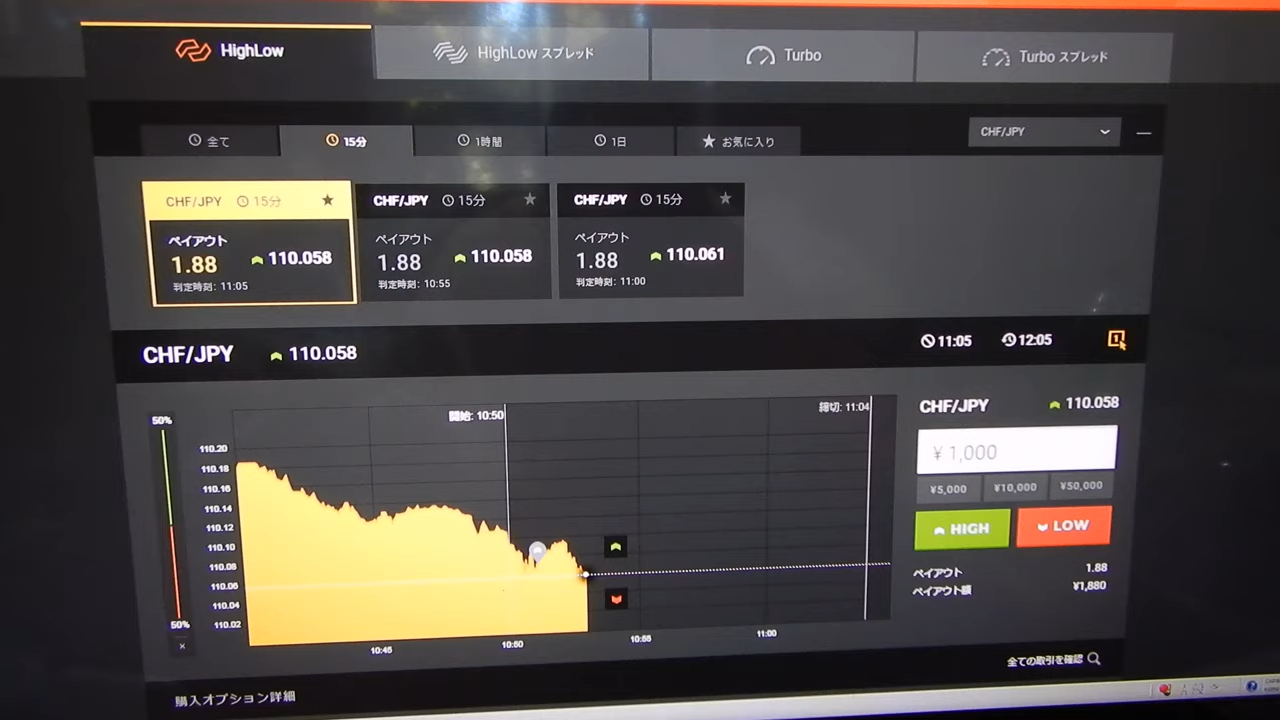 HighLow
HighLow スプレッド
Turbo
Turbo スプレッド
全て
15分
1時間
1日
お気に入り
CHF/JPY
CHF/JPY 15分
ペイアウト
1.88 110.058
判定時刻: 11:05
CHF/JPY 15分
ペイアウト
1.88 110.058
判定時刻: 10:55
CHF/JPY 15分
ペイアウト
1.88 110.061
判定時刻: 11:00
CHF/JPY 110.058
11:05 12:05
50%
開始: 10:50
締切: 11:04
110.20
110.18
110.16
110.14
110.12
110.10
110.08
110.06
110.04
110.02
50%
10:45
10:50
10:55
11:00
CHF/JPY 110.058
¥ 1,000
¥5,000
¥10,000
¥50,000
HIGH
LOW
ペイアウト 1.88
ペイアウト額 ¥1,880
全ての取引を確認
購入オプション詳細